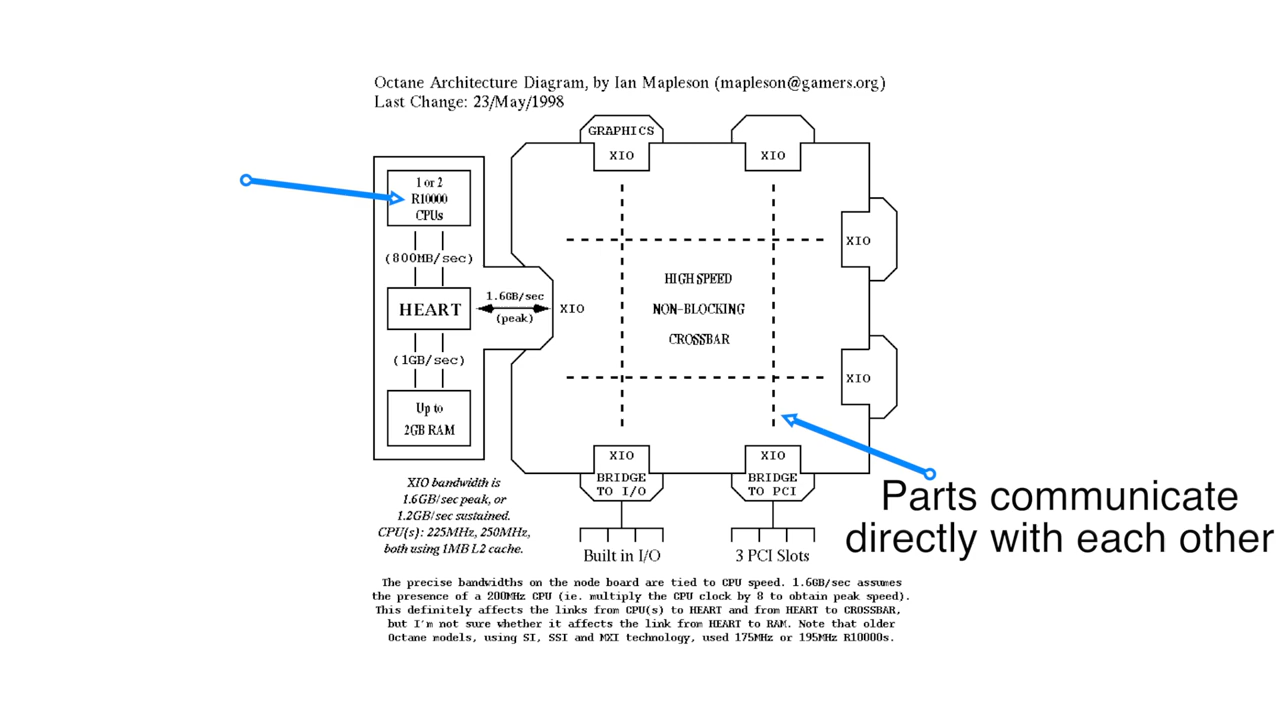 Octane Architecture Diagram, by Ian Mapleson (mapleson@gamers.org)
Last Change: 23/May/1998
GRAPHICS
XIO
XIO
1 or 2
R10000
CPUs
(800MB/sec)
HEART
(1GB/sec)
Up to
2GB RAM
1.6GB/sec
(peak)
XIO
HIGH SPEED
NON-BLOCKING
CROSSBAR
XIO
XIO
XIO
BRIDGE
TO I/O
XIO
BRIDGE
TO PCI
Built in I/O
3 PCI Slots
XIO bandwidth is
1.6GB/sec peak, or
1.2GB/sec sustained.
CPU(s): 225MHz, 250MHz,
both using 1MB L2 cache.
Parts communicate
directly with each other
The precise bandwidths on the node board are tied to CPU speed. 1.6GB/sec assumes
the presence of a 200MHz CPU (ie. multiply the CPU clock by 8 to obtain peak speed).
This definitely affects the links from CPU(s) to HEART and from HEART to CROSSBAR,
but I'm not sure whether it affects the link from HEART to RAM. Note that older
Octane models, using SI, SSI and MXI technology, used 175MHz or 195MHz R10000s.